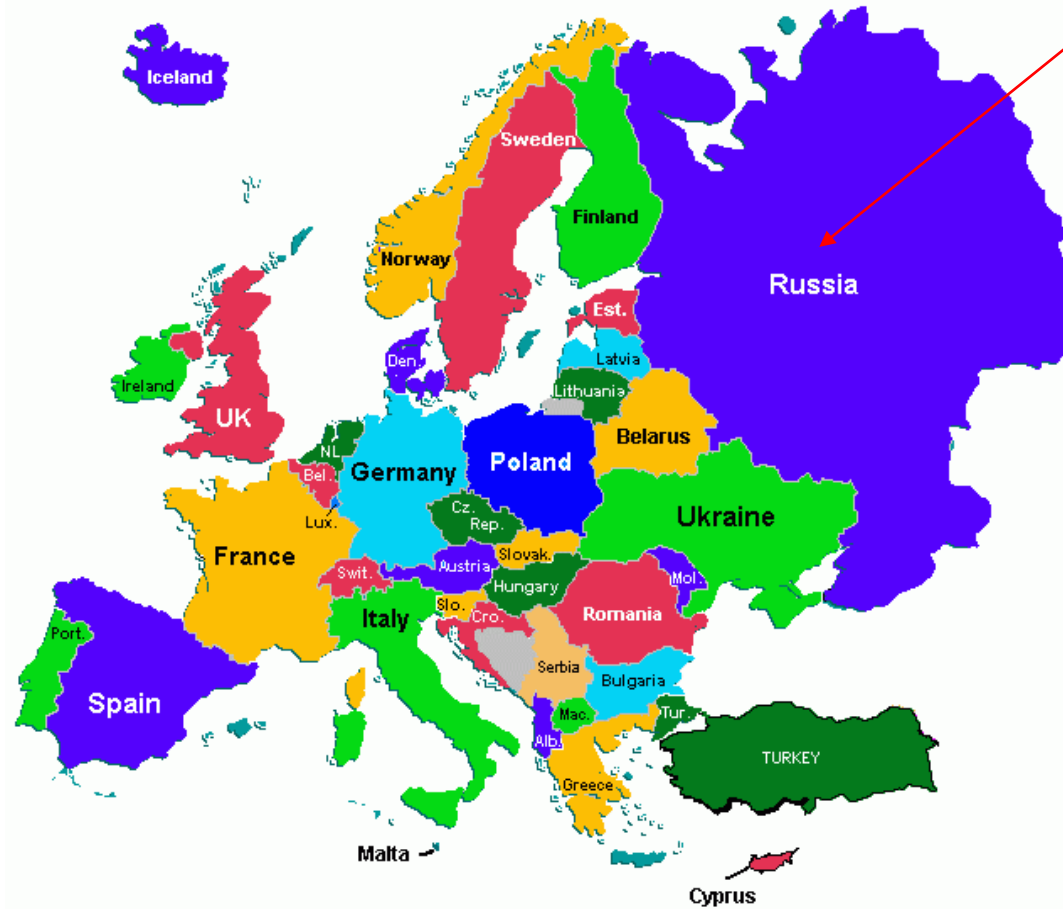 Iceland
Sweden
Finland
Norway
Russia
Est.
Den.
Latvia
Lithuania
Ireland
UK
Belarus
NL
Bel.
Germany
Poland
Lux.
Cz.
Rep.
Ukraine
France
Slovak.
Swit.
Austria
Hungary
Mol.
Italy
Slo.
Cro.
Romania
Port.
Serbia
Bulgaria
Spain
Mac.
Tur.
Alb.
TURKEY
Greece
Malta
Cyprus